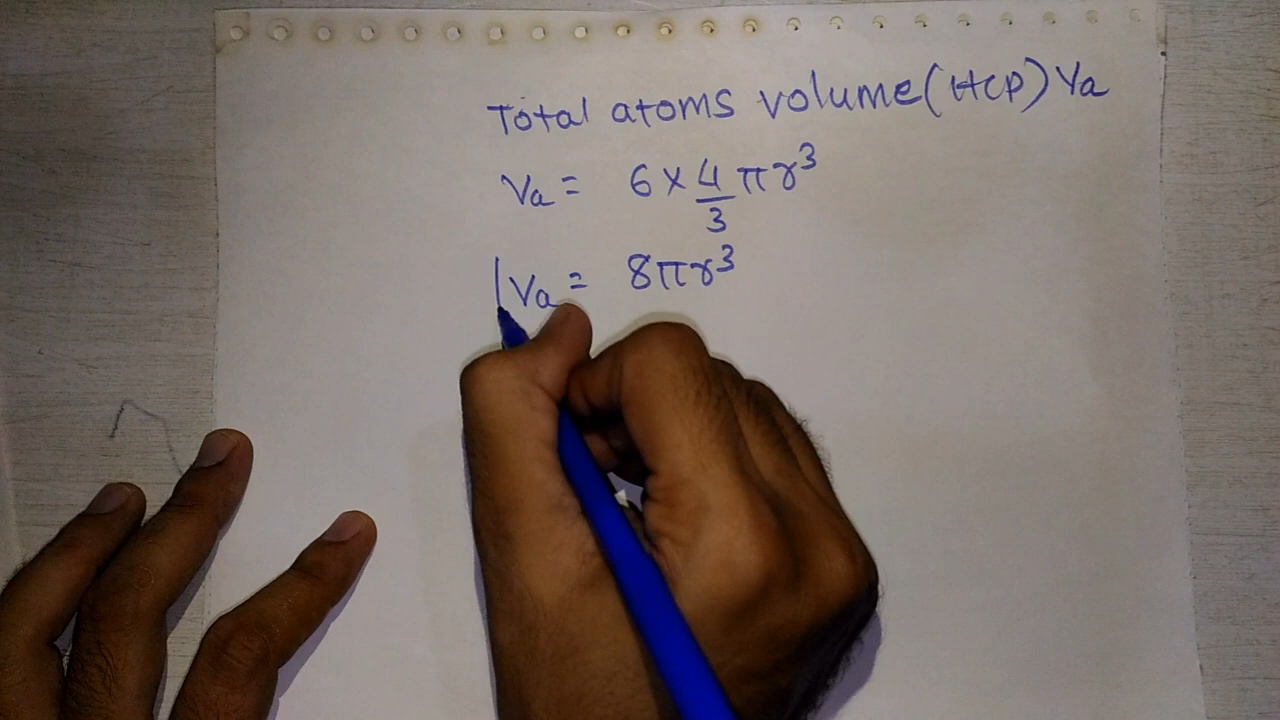 Total atoms volume (HCP) Va
Va = 6 × 4/3 πr³
Va = 8πr³